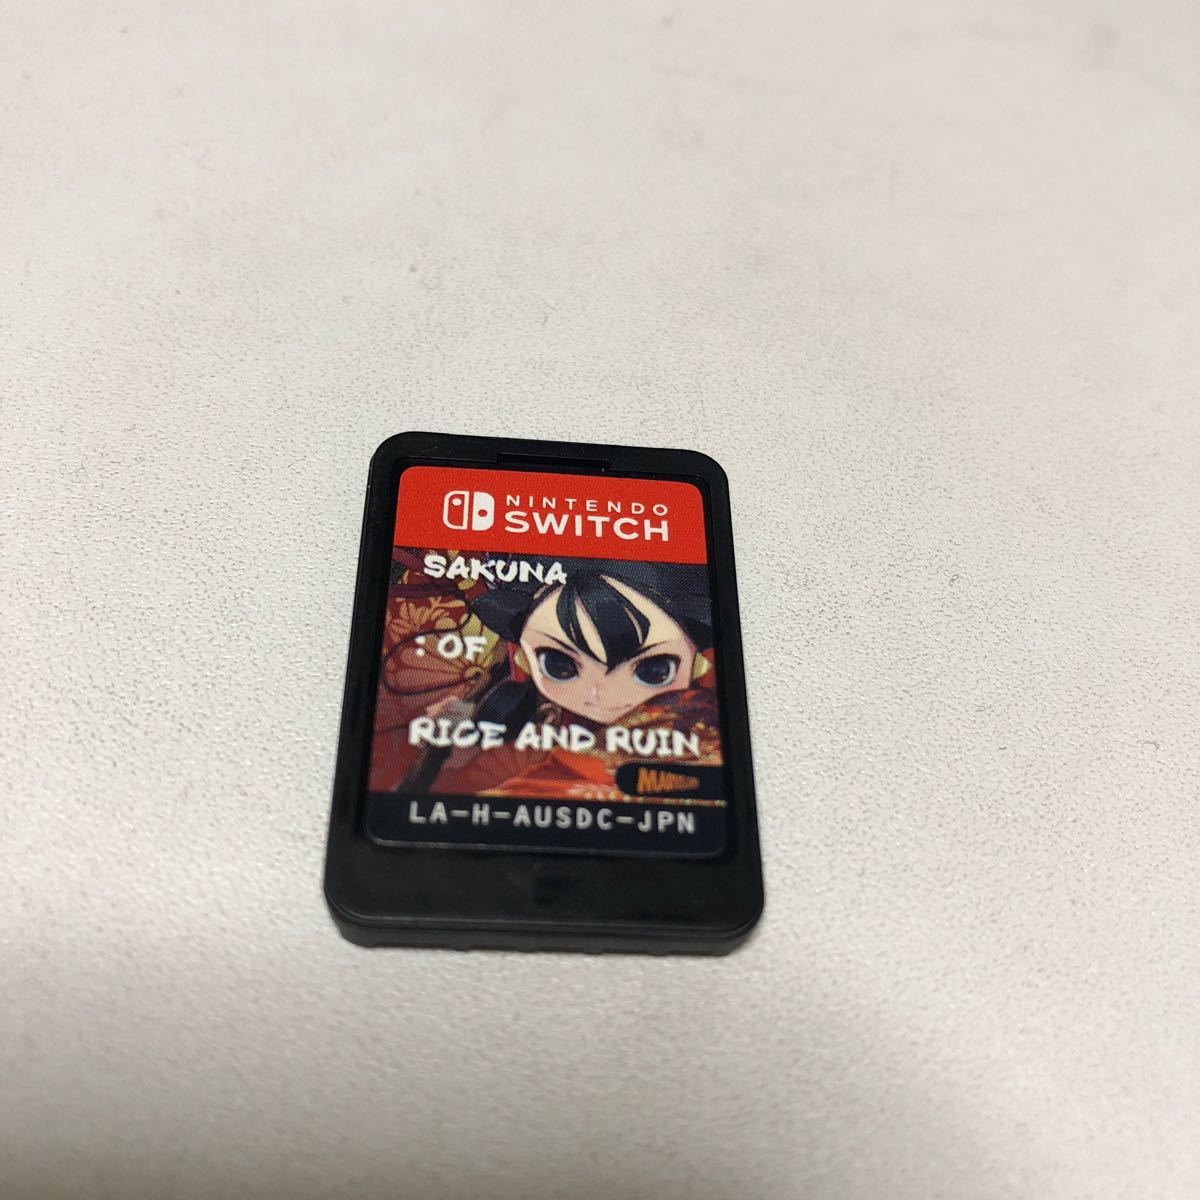 NINTENDO
SWITCH
SAKUNA
: OF
RICE AND RUIN
LA-H-AUSDC-JPN